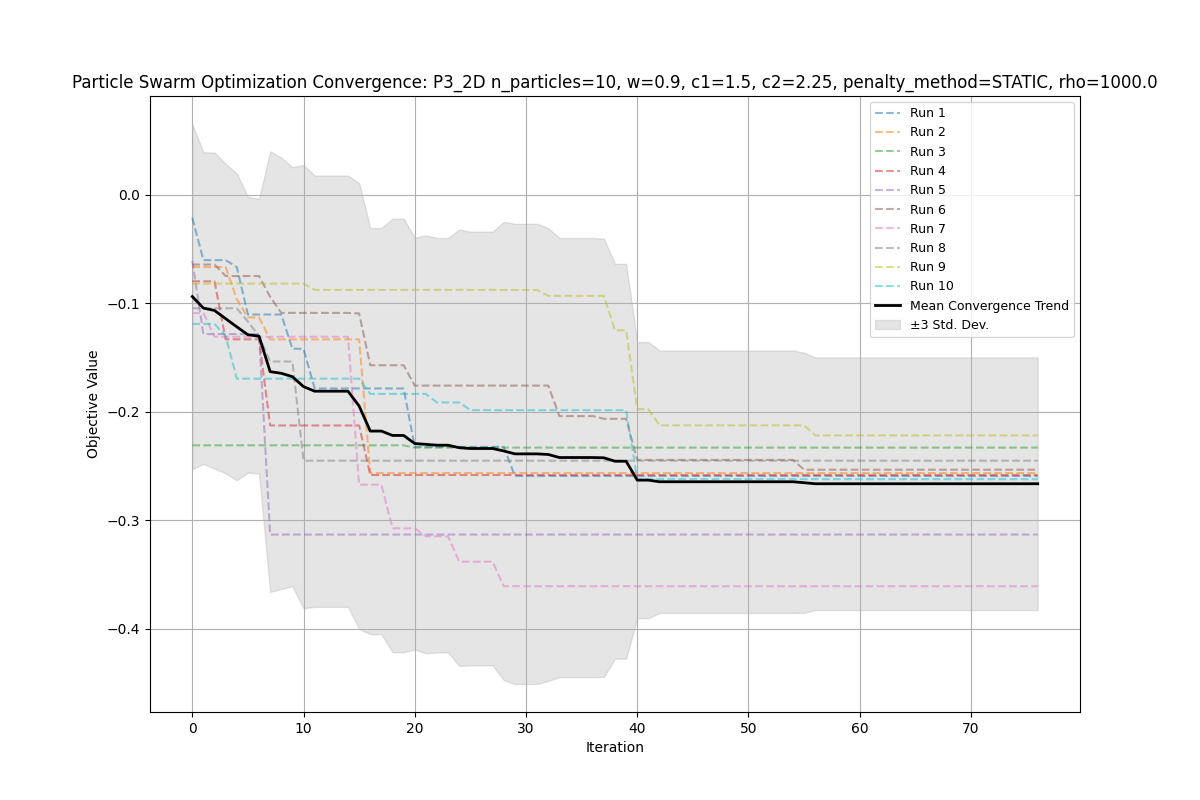 Particle Swarm Optimization Convergence: P3_2D n_particles=10, w=0.9, c1=1.5, c2=2.25, penalty_method=STATIC, rho=1000.0
Run 1
Run 2
Run 3
Run 4
Run 5
Run 6
Run 7
Run 8
Run 9
Run 10
Mean Convergence Trend
±3 Std. Dev.
Objective Value
0.0
−0.1
−0.2
−0.3
−0.4
0 10 20 30 40 50 60 70
Iteration